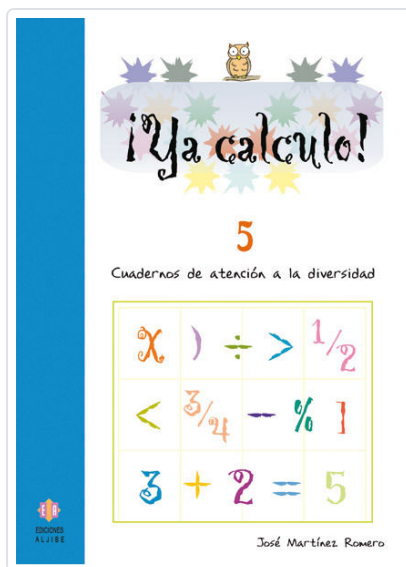 ¡Ya calculo!
5
Cuadernos de atención a la diversidad
X ) ÷ > 1/2
< 3/4 - % ]
3 + 2 = 5
José Martínez Romero
E A
EDICIONES
ALJIBE